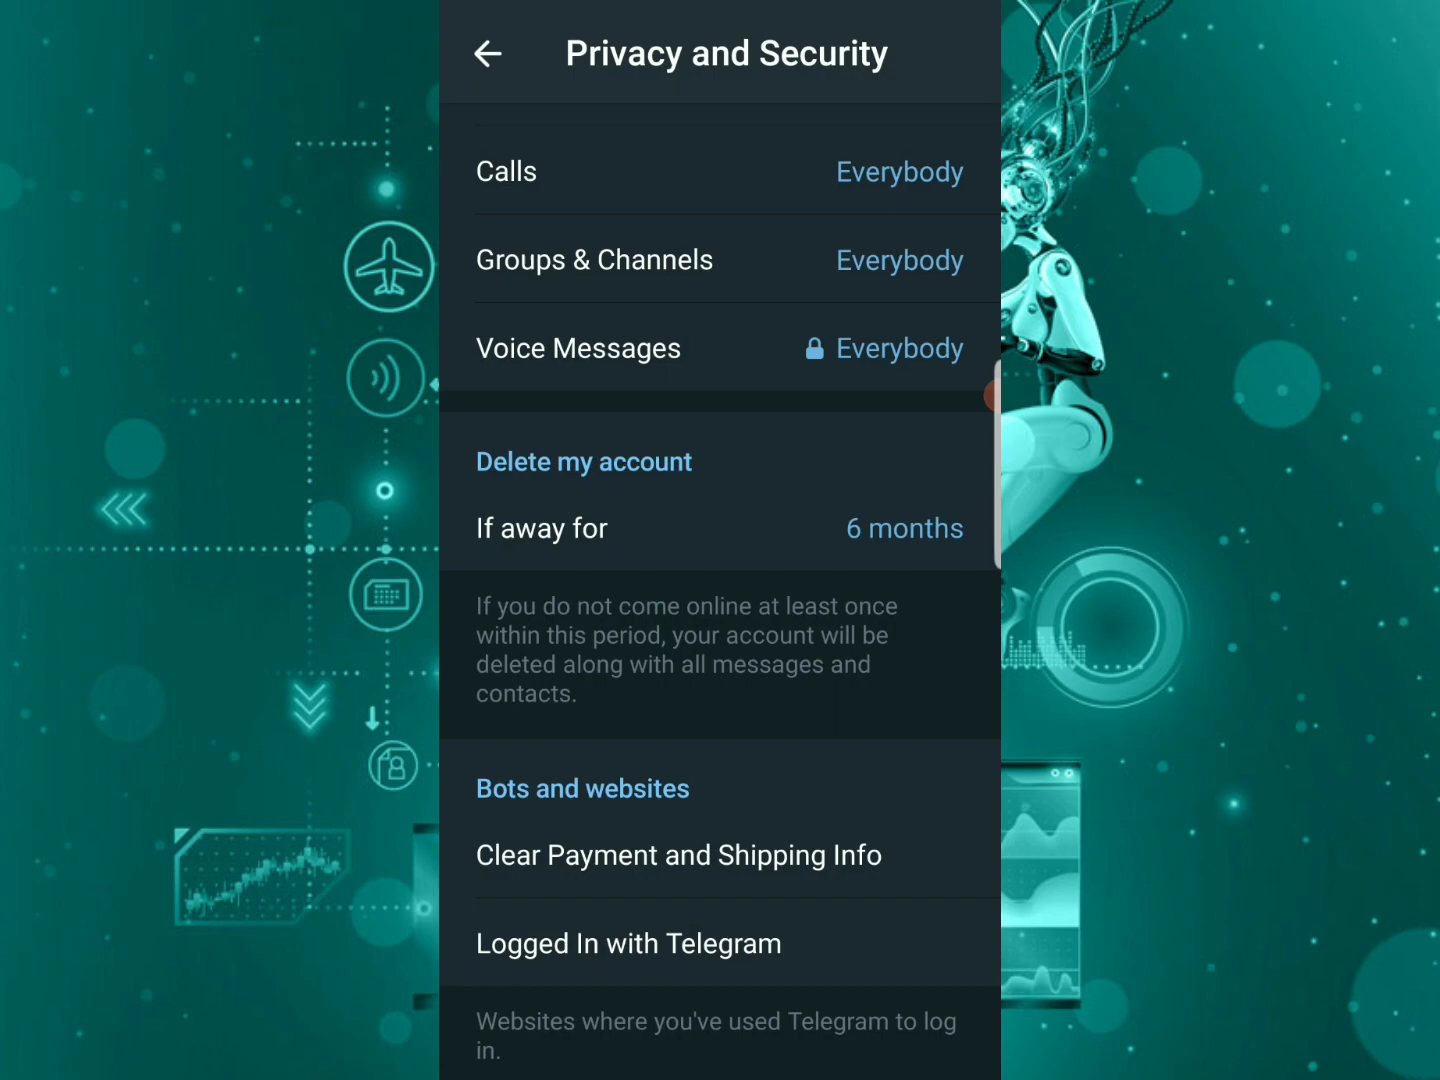 Privacy and Security
Calls Everybody
Groups & Channels Everybody
Voice Messages Everybody
Delete my account
If away for 6 months
If you do not come online at least once
within this period, your account will be
deleted along with all messages and
contacts.
Bots and websites
Clear Payment and Shipping Info
Logged In with Telegram
Websites where you've used Telegram to log
in.